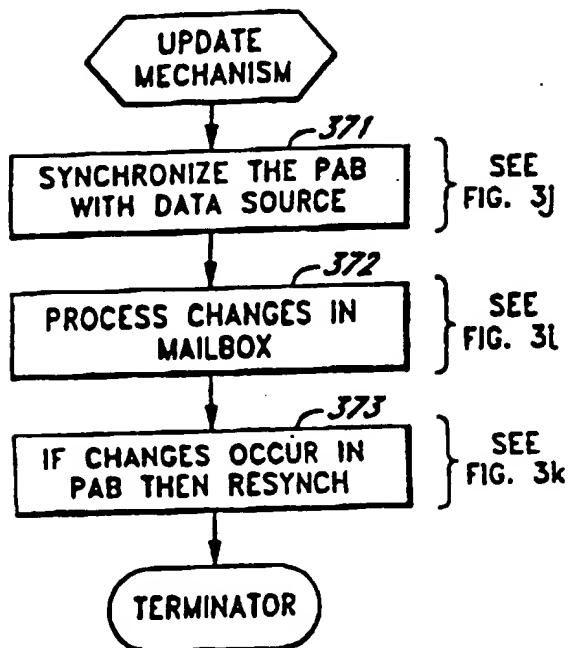 UPDATE
MECHANISM
371
SYNCHRONIZE THE PAB
WITH DATA SOURCE
SEE
FIG. 3j
372
PROCESS CHANGES IN
MAILBOX
SEE
FIG. 3l
373
IF CHANGES OCCUR IN
PAB THEN RESYNCH
SEE
FIG. 3k
TERMINATOR